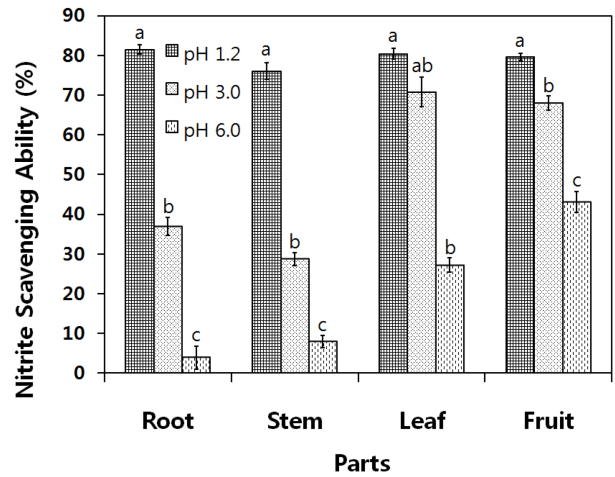 Nitrite Scavenging Ability (%)
90
80
70
60
50
40
30
20
10
0
pH 1.2
pH 3.0
pH 6.0
a
b
c
a
b
c
a
ab
b
a
b
c
Root
Stem
Leaf
Fruit
Parts